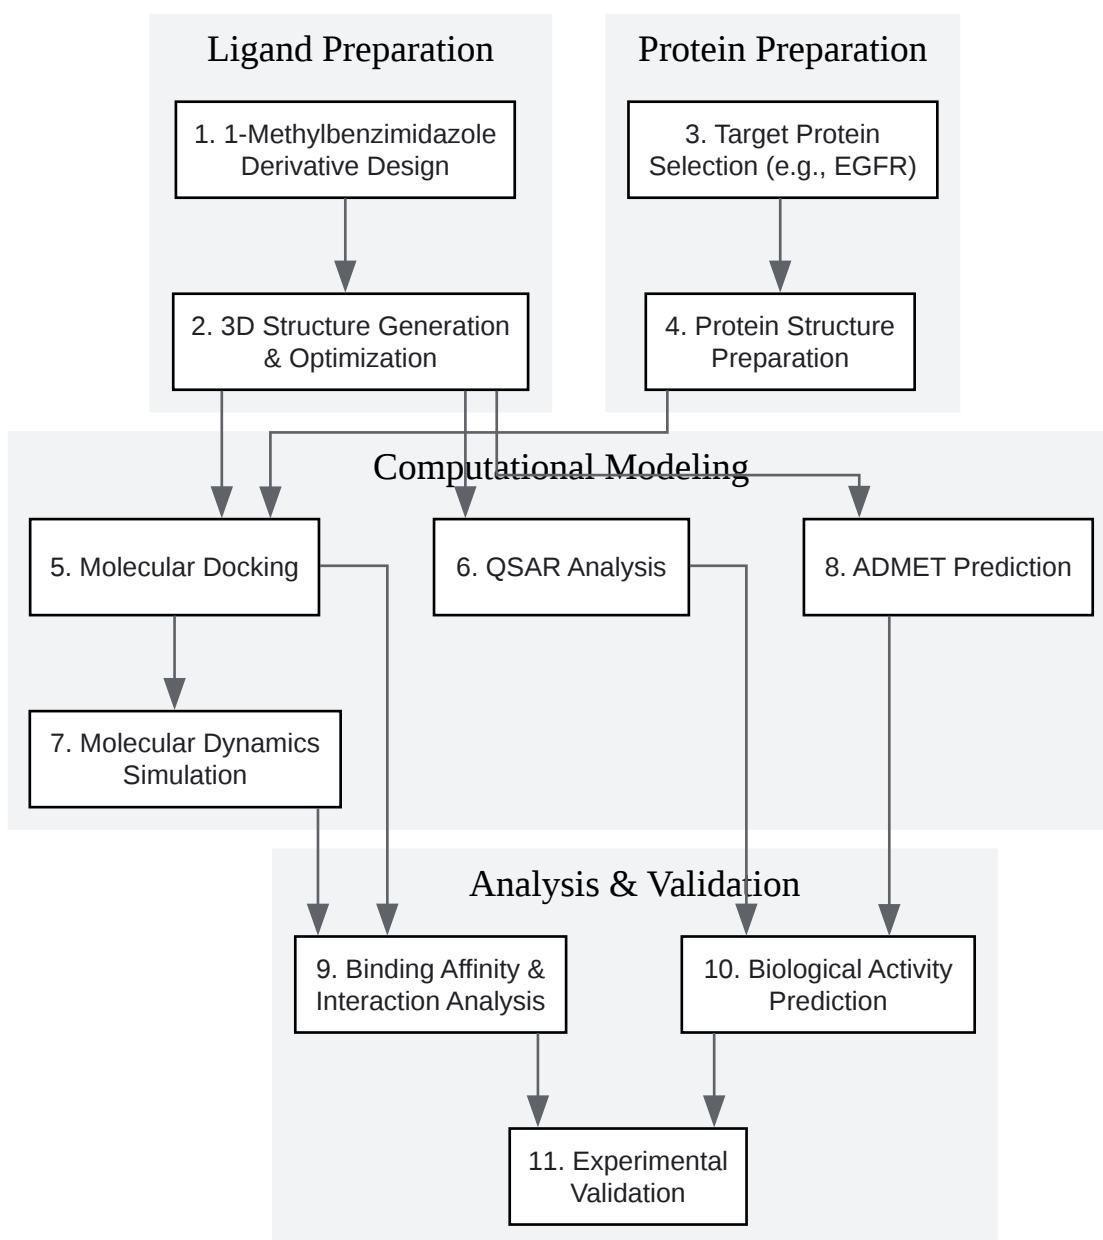 Ligand Preparation
Protein Preparation
1. 1-Methylbenzimidazole
Derivative Design
3. Target Protein
Selection (e.g., EGFR)
2. 3D Structure Generation
& Optimization
4. Protein Structure
Preparation
Computational Modeling
5. Molecular Docking
6. QSAR Analysis
8. ADMET Prediction
7. Molecular Dynamics
Simulation
Analysis & Validation
9. Binding Affinity &
Interaction Analysis
10. Biological Activity
Prediction
11. Experimental
Validation